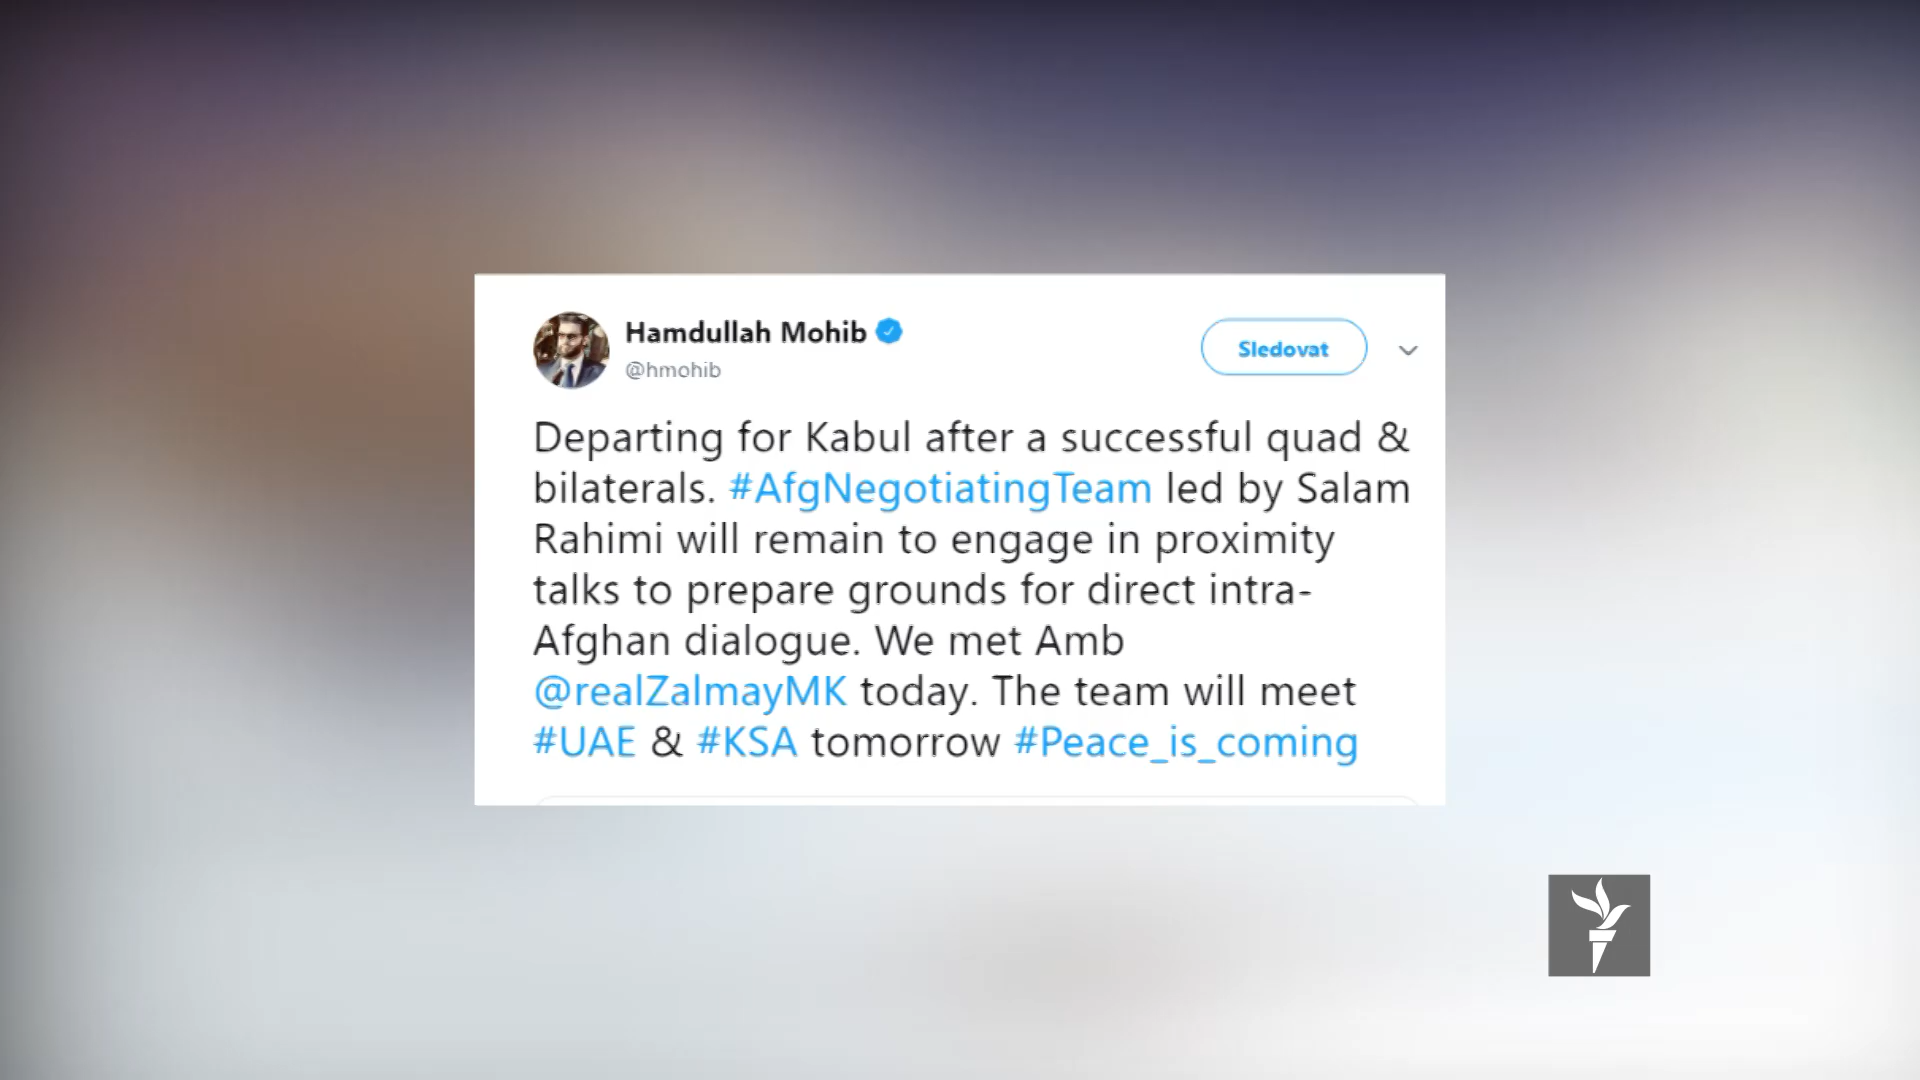 Hamdullah Mohib
@hmohib
Sledovat
Departing for Kabul after a successful quad &
bilaterals. #AfgNegotiatingTeam led by Salam
Rahimi will remain to engage in proximity
talks to prepare grounds for direct intra-
Afghan dialogue. We met Amb
@realZalmayMK today. The team will meet
#UAE & #KSA tomorrow #Peace_is_coming